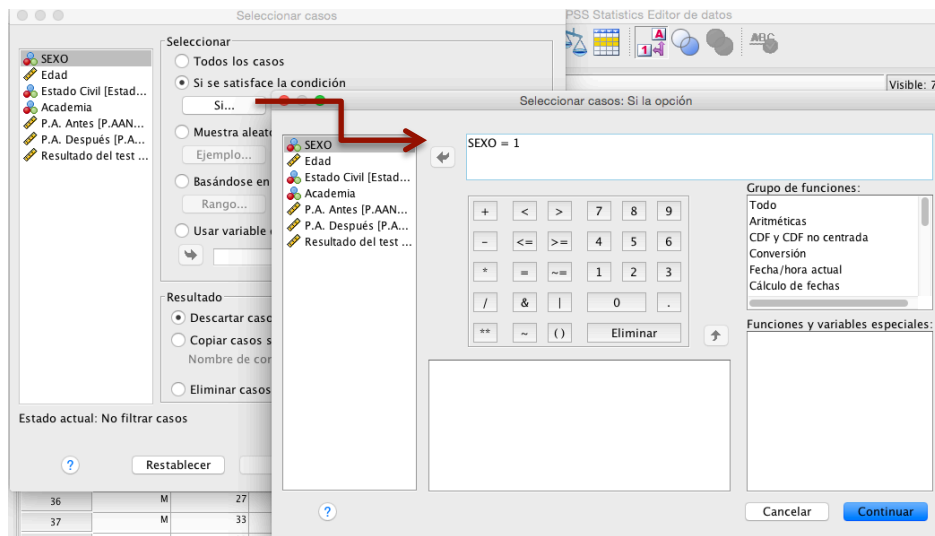 Seleccionar casos
PSS Statistics Editor de datos
SEXO
Edad
Estado Civil [Estad...
Academia
P.A. Antes [P.AAN...
P.A. Después [P.A...
Resultado del test ...
Seleccionar
Todos los casos
Si se satisface la condición
Si...
Muestra aleato
Ejemplo...
Basándose en
Rango...
Usar variable
Resultado
Descartar caso
Copiar casos s
Nombre de con
Eliminar casos
Estado actual: No filtrar casos
?
Restablecer
ABC
1 A
Visible: 7
Seleccionar casos: Si la opción
SEXO
Edad
Estado Civil [Estad...
Academia
P.A. Antes [P.AAN...
P.A. Después [P.A...
Resultado del test ...
SEXO = 1
+ < > 7 8 9
- <= >= 4 5 6
* = ~= 1 2 3
/ & | 0 .
** ~ () Eliminar
Grupo de funciones:
Todo
Aritméticas
CDF y CDF no centrada
Conversión
Fecha/hora actual
Cálculo de fechas
Funciones y variables especiales:
?
Cancelar
Continuar
36 M 27
37 M 33